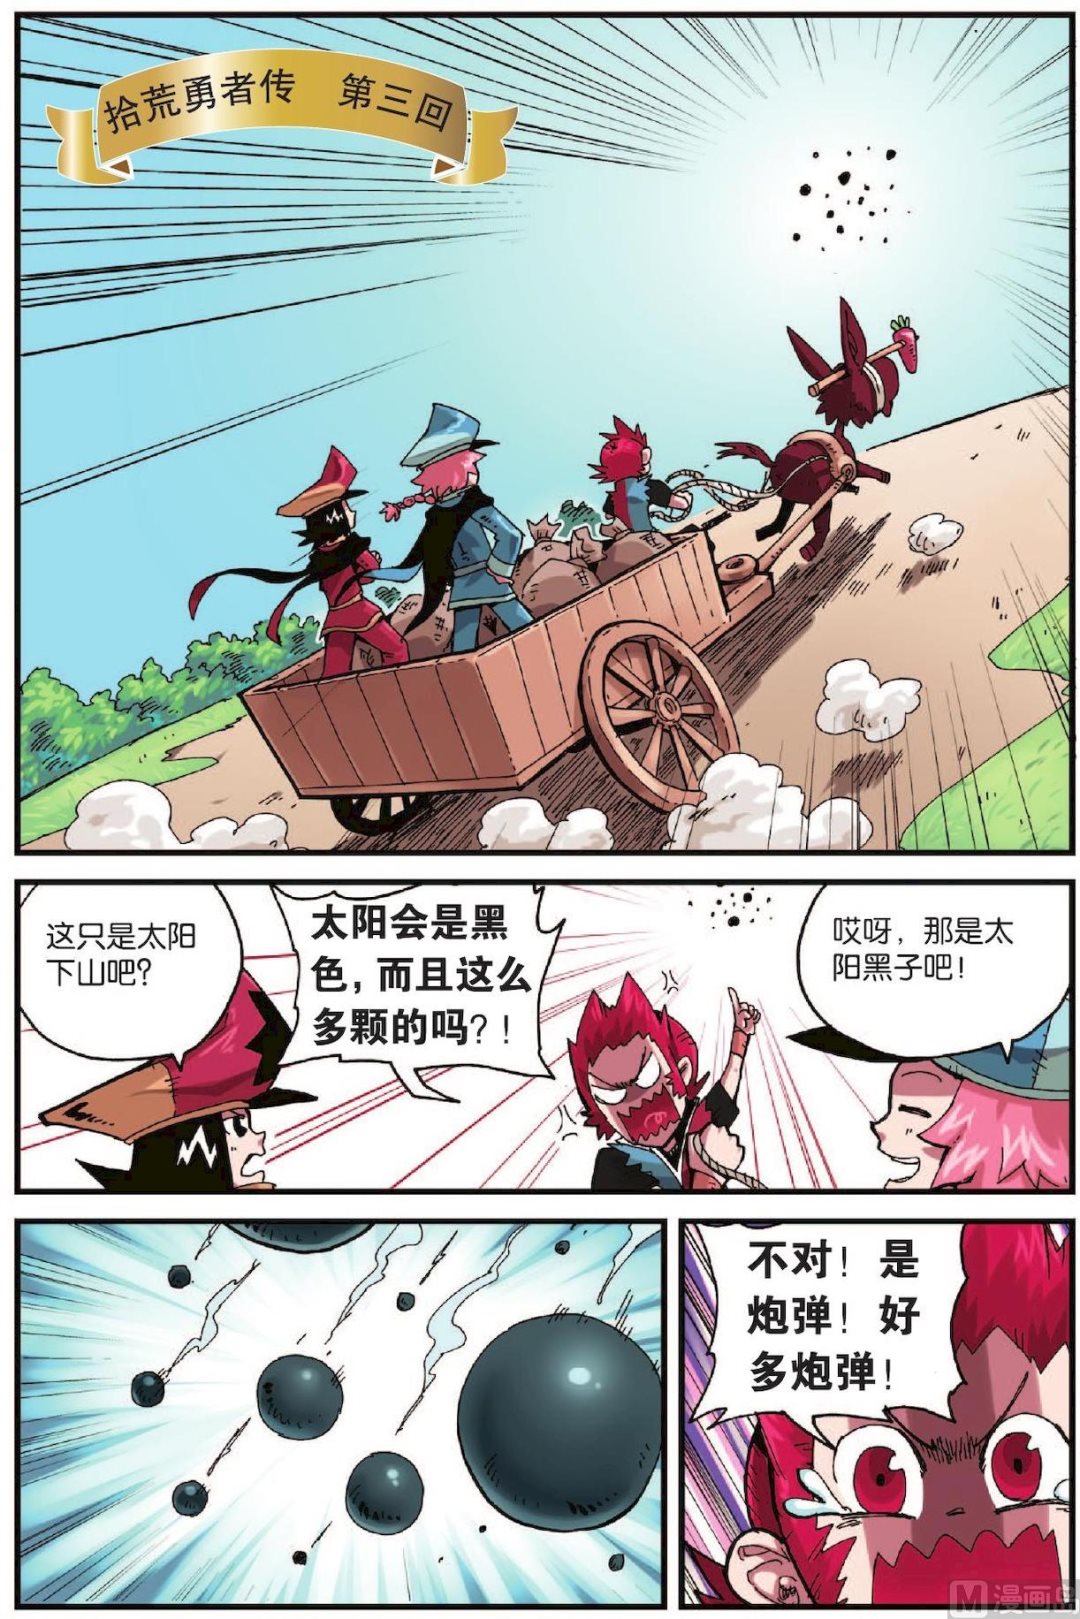 拾荒勇者传 第三回
这只是太阳
下山吧?
太阳会是黑
色，而且这么
多颗的吗?!
哎呀，那是太
阳黑子吧!
不对! 是
炮弹! 好
多炮弹!
M 漫画岛